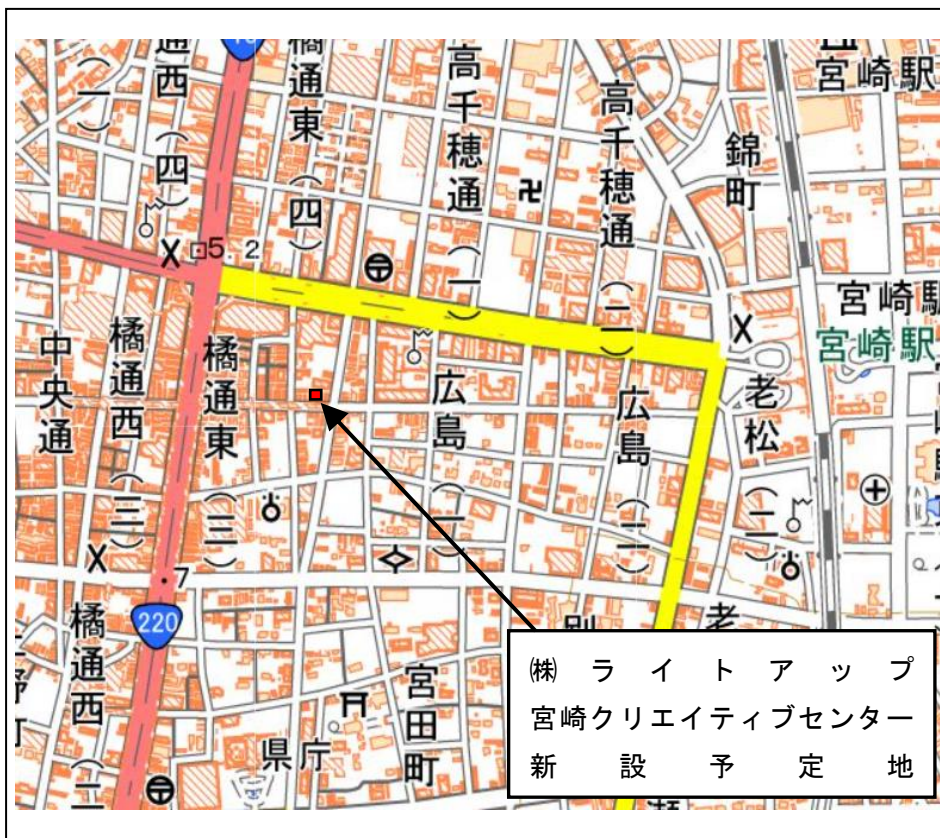 橘通西（四）
橘通東（四）
高千穂通（一）
高千穂通（二）
錦町
宮崎駅
5.2
宮崎駅
宮崎駅
中央通
橘通西（三）
橘通東（三）
広島（一）
広島（二）
老松（二）
7
220
橘通西（二
県庁
宮田町
㈱ライトアップ
宮崎クリエイティブセンター
新設予定地